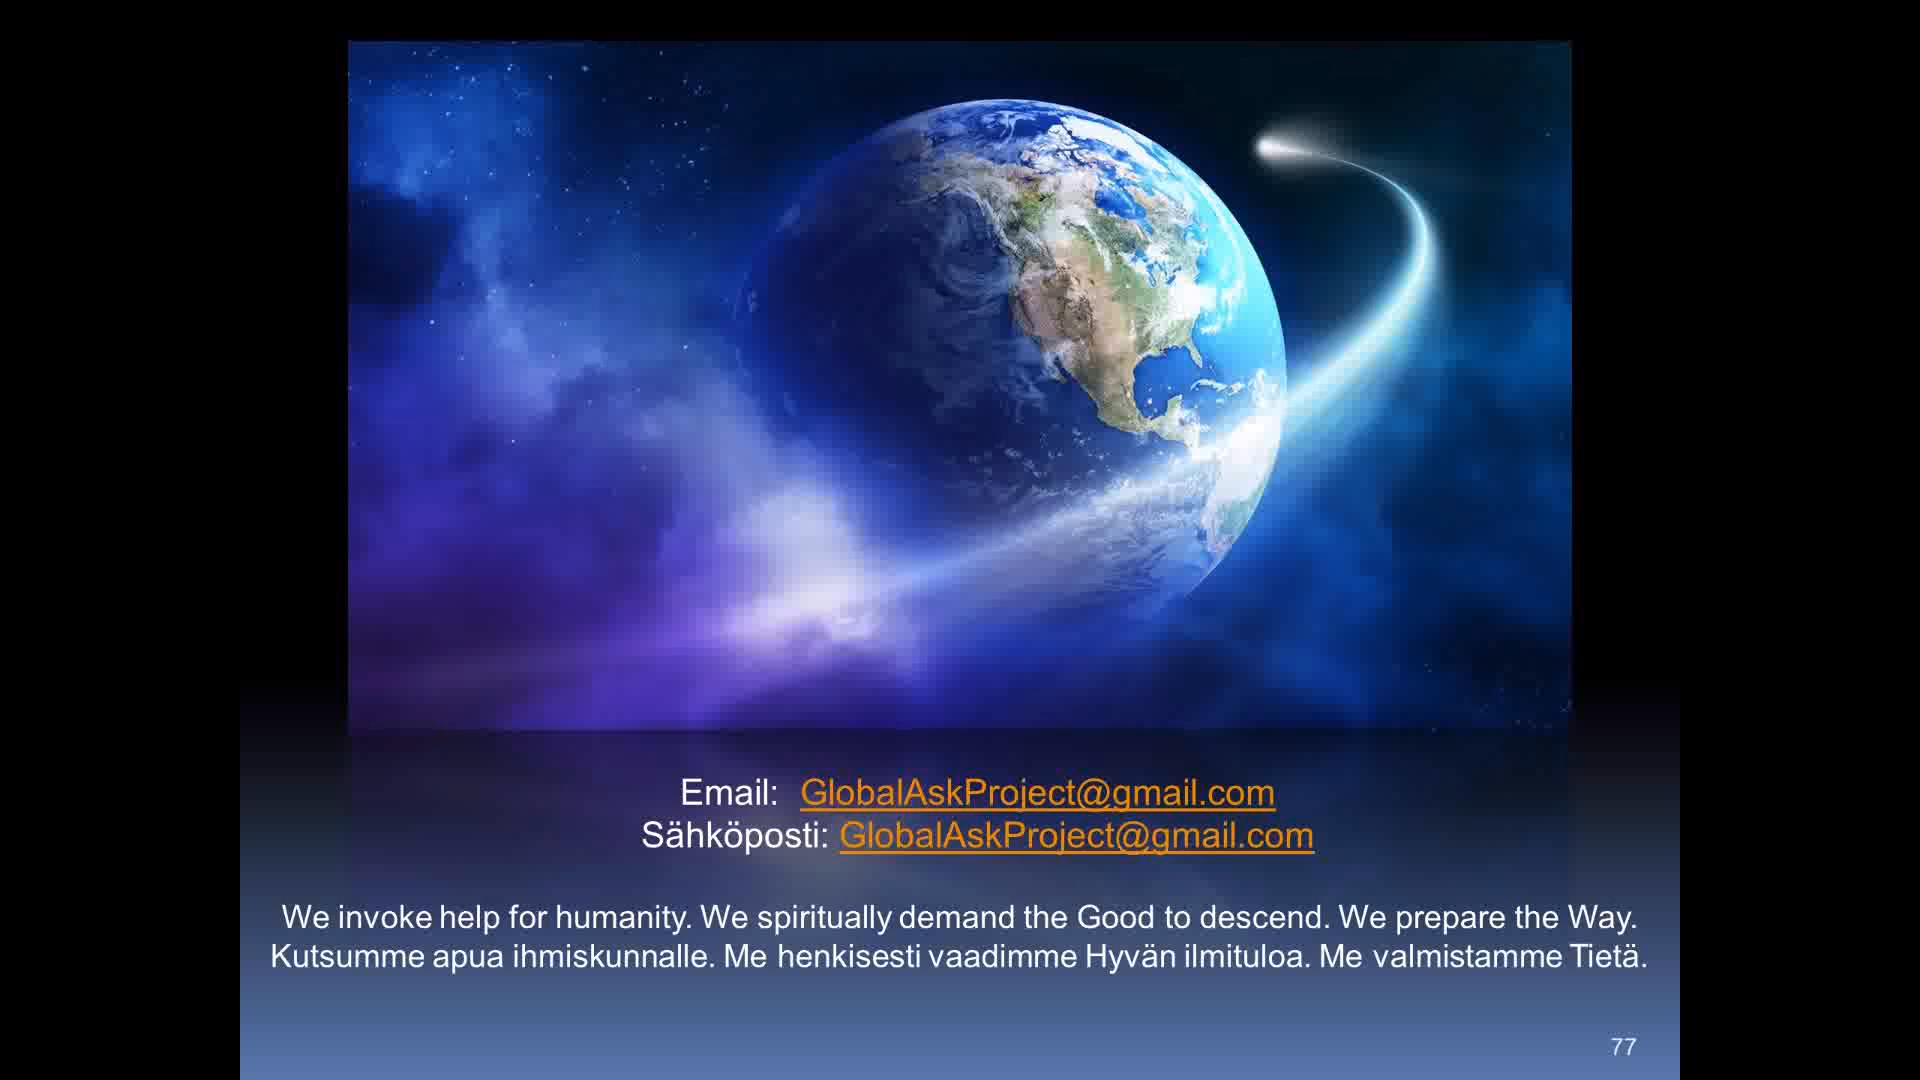 Email: GlobalAskProject@gmail.com
Sähköposti: GlobalAskProject@gmail.com
We invoke help for humanity. We spiritually demand the Good to descend. We prepare the Way.
Kutsumme apua ihmiskunnalle. Me henkisesti vaadimme Hyvän ilmituloa. Me valmistamme Tietä.
77